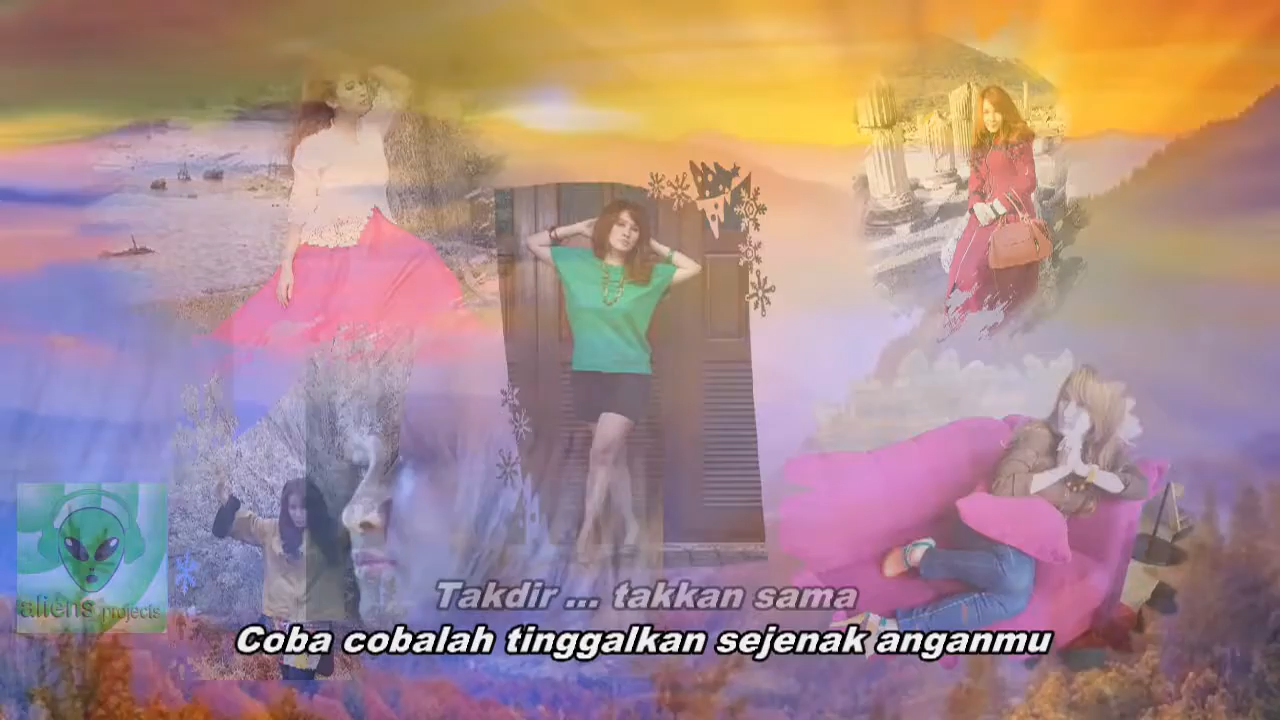 aliens projects
Takdir ... takkan sama
Coba cobalah tinggalkan sejenak anganmu